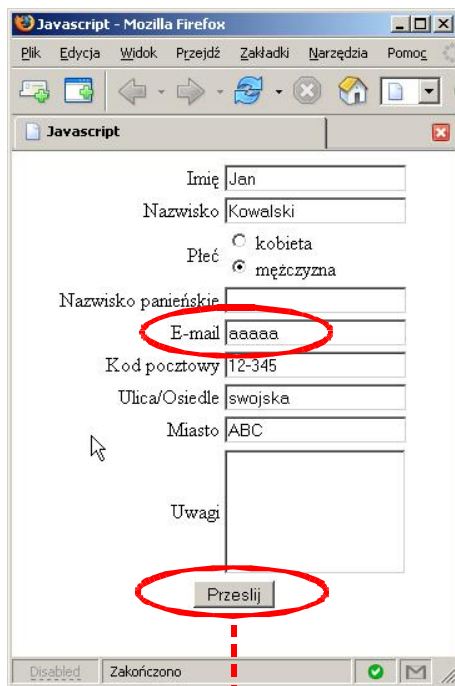 Javascript - Mozilla Firefox
Plik Edycja Widok Przejdź Zakładki Narzędzia Pomoc
Javascript
Imię Jan
Nazwisko Kowalski
Płeć kobieta
mężczyzna
Nazwisko panieńskie
E-mail aaaaa
Kod pocztowy 12-345
Ulica/Osiedle swojska
Miasto ABC
Uwagi
Przeslij
Disabled Zakończono